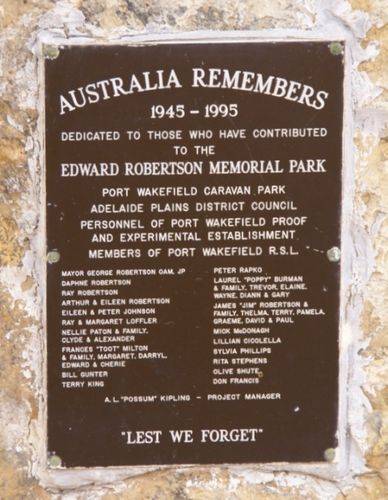 AUSTRALIA REMEMBERS
1945 – 1995
DEDICATED TO THOSE WHO HAVE CONTRIBUTED
TO THE
EDWARD ROBERTSON MEMORIAL PARK
PORT WAKEFIELD CARAVAN PARK
ADELAIDE PLAINS DISTRICT COUNCIL
PERSONNEL OF PORT WAKEFIELD PROOF
AND EXPERIMENTAL ESTABLISHMENT.
MEMBERS OF PORT WAKEFIELD R.S.L.
MAYOR GEORGE ROBERTSON OAM. JP
DAPHNE ROBERTSON
RAY ROBERTSON
ARTHUR & EILEEN ROBERTSON
EILEEN & PETER JOHNSON
RAY & MARGARET LOFFLER
NELLIE PATON & FAMILY.
CLYDE & ALEXANDER
FRANCES "TOOT" MILTON
& FAMILY, MARGARET, DARRYL,
EDWARD & CHERIE
BILL GUNTER
TERRY KING
PETER RAPKO
LAUREL "POPPY" BURMAN
& FAMILY, TREVOR, ELAINE,
WAYNE, DIANN & GARY
JAMES "JIM" ROBERTSON &
FAMILY, THELMA, TERRY, PAMELA,
GRAEME, DAVID & PAUL
MICK McDONAGH
LILLIAN CICOLELLA
SYLVIA PHILLIPS
RITA STEPHENS
OLIVE SHUTE
DON FRANCIS
A.L."POSSUM" KIPLING – PROJECT MANAGER
"LEST WE FORGET"